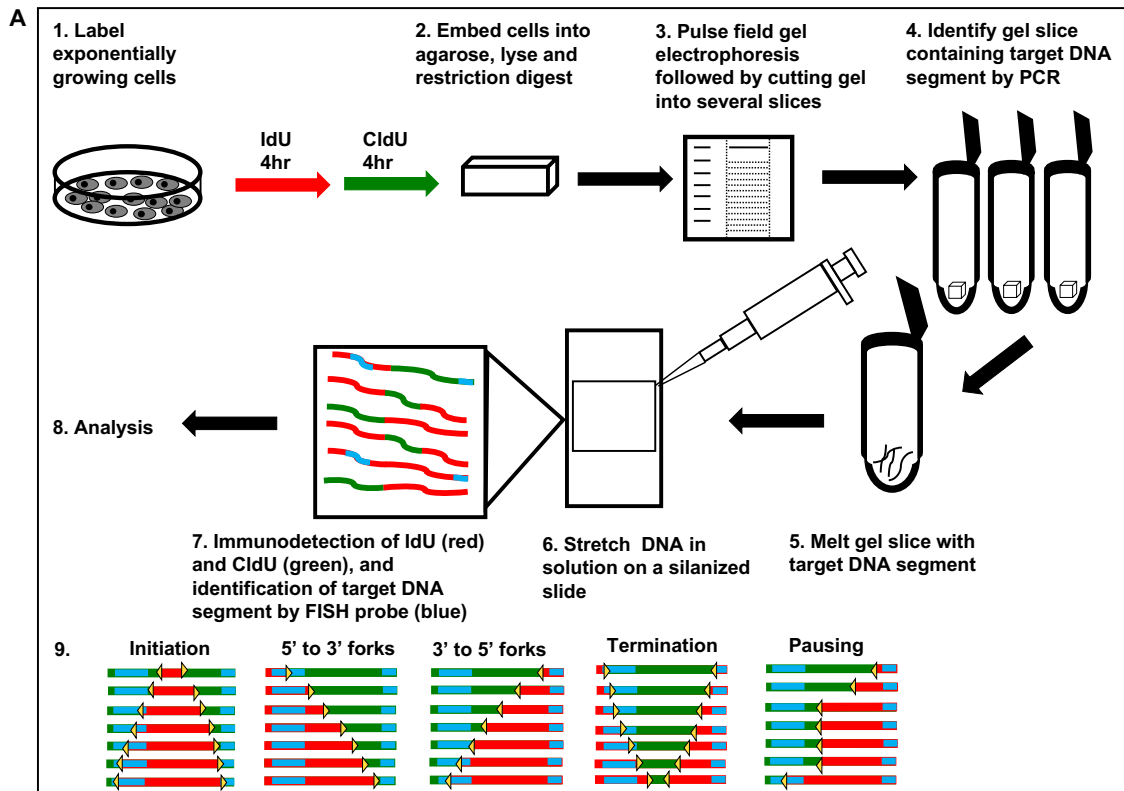 A
1. Label
exponentially
growing cells
2. Embed cells into
agarose, lyse and
restriction digest
3. Pulse field gel
electrophoresis
followed by cutting gel
into several slices
4. Identify gel slice
containing target DNA
segment by PCR
IdU
4hr
CldU
4hr
8. Analysis
7. Immunodetection of IdU (red)
and CldU (green), and
identification of target DNA
segment by FISH probe (blue)
6. Stretch DNA in
solution on a silanized
slide
5. Melt gel slice with
target DNA segment
9.
Initiation
5’ to 3’ forks
3’ to 5’ forks
Termination
Pausing